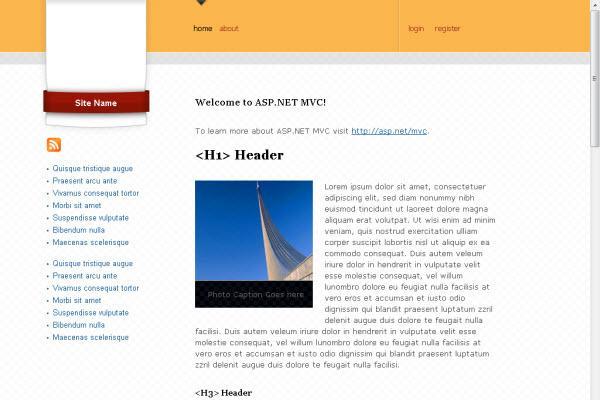 home about login register
Site Name
Welcome to ASP.NET MVC!
To learn more about ASP.NET MVC visit http://asp.net/mvc.
<H1> Header
Quisque tristique augue
Praesent arcu ante
Vivamus consequat tortor
Morbi sit amet
Suspendisse vulputate
Bibendum nulla
Maecenas scelerisque
Quisque tristique augue
Praesent arcu ante
Vivamus consequat tortor
Morbi sit amet
Suspendisse vulputate
Bibendum nulla
Maecenas scelerisque
Photo Caption Goes here
Lorem ipsum dolor sit amet, consectetuer
adipiscing elit, sed diam nonummy nibh
euismod tincidunt ut laoreet dolore magna
aliquam erat volutpat. Ut wisi enim ad minim
veniam, quis nostrud exercitation ulliam
corper suscipit lobortis nisl ut aliquip ex ea
commodo consequat. Duis autem veleum
iriure dolor in hendrerit in vulputate velit
esse molestie consequat, vel willum
lunombro dolore eu feugiat nulla facilisis at
vero eros et accumsan et iusto odio
dignissim qui blandit praesent luptatum zzril
delenit augue duis dolore te feugait nulla
facilisi. Duis autem veleum iriure dolor in hendrerit in vulputate velit esse
molestie consequat, vel willum lunombro dolore eu feugiat nulla facilisis at
vero eros et accumsan et iusto odio dignissim qui blandit praesent luptatum
zzril delenit augue duis dolore te feugait nulla facilisi.
<H3> Header